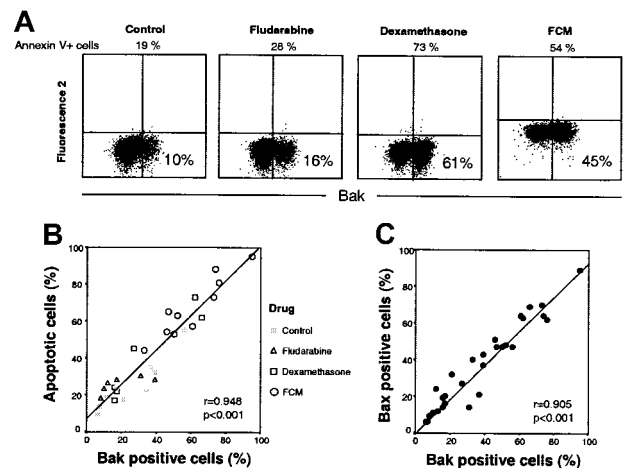 A
Control Fludarabine Dexamethasone FCM
Annexin V+ cells 19 % 28 % 73 % 54 %
Fluorescence 2
10% 16% 61% 45%
Bak
B
Apoptotic cells (%)
100
80
60
40
20
0
0 20 40 60 80 100
Bak positive cells (%)
r=0.948
p<0.001
Drug
Control
Fludarabine
Dexamethasone
FCM
C
Bax positive cells (%)
100
80
60
40
20
0
0 20 40 60 80 100
Bak positive cells (%)
r=0.905
p<0.001